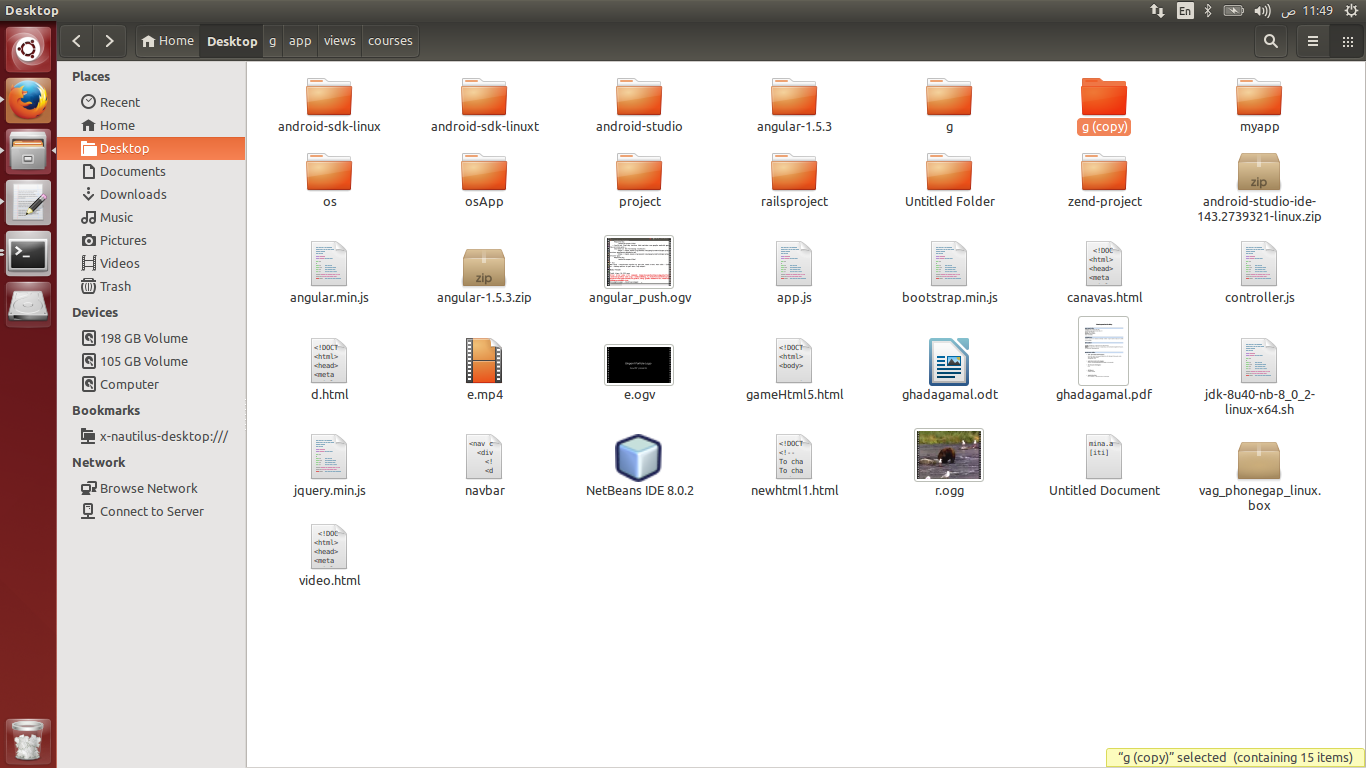 Desktop
En
ص 11:49
Home
Desktop
g
app
views
courses
Places
Recent
Home
Desktop
Documents
Downloads
Music
Pictures
Videos
Trash
Devices
198 GB Volume
105 GB Volume
Computer
Bookmarks
x-nautilus-desktop:///
Network
Browse Network
Connect to Server
android-sdk-linux
android-sdk-linuxt
android-studio
angular-1.5.3
g
g (copy)
myapp
os
osApp
project
railsproject
Untitled Folder
zend-project
zip
android-studio-ide-
143.2739321-linux.zip
angular.min.js
zip
angular-1.5.3.zip
angular_push.ogv
app.js
bootstrap.min.js
<!DOC
<html>
<head>
<meta
canavas.html
controller.js
<!DOCT
<html>
<head>
<meta
d.html
e.mp4
e.ogv
<!DOCT
<html>
<body>
gameHtml5.html
ghadagamal.odt
ghadagamal.pdf
jdk-8u40-nb-8_0_2-
linux-x64.sh
jquery.min.js
<nav c
<div
<!
<d
navbar
NetBeans IDE 8.0.2
<!DOCT
<!--
To cha
To cha
newhtml1.html
r.ogg
mina.a
[iti]
Untitled Document
vag_phonegap_linux.
box
<!DOC
<html>
<head>
<meta
video.html
“g (copy)” selected (containing 15 items)